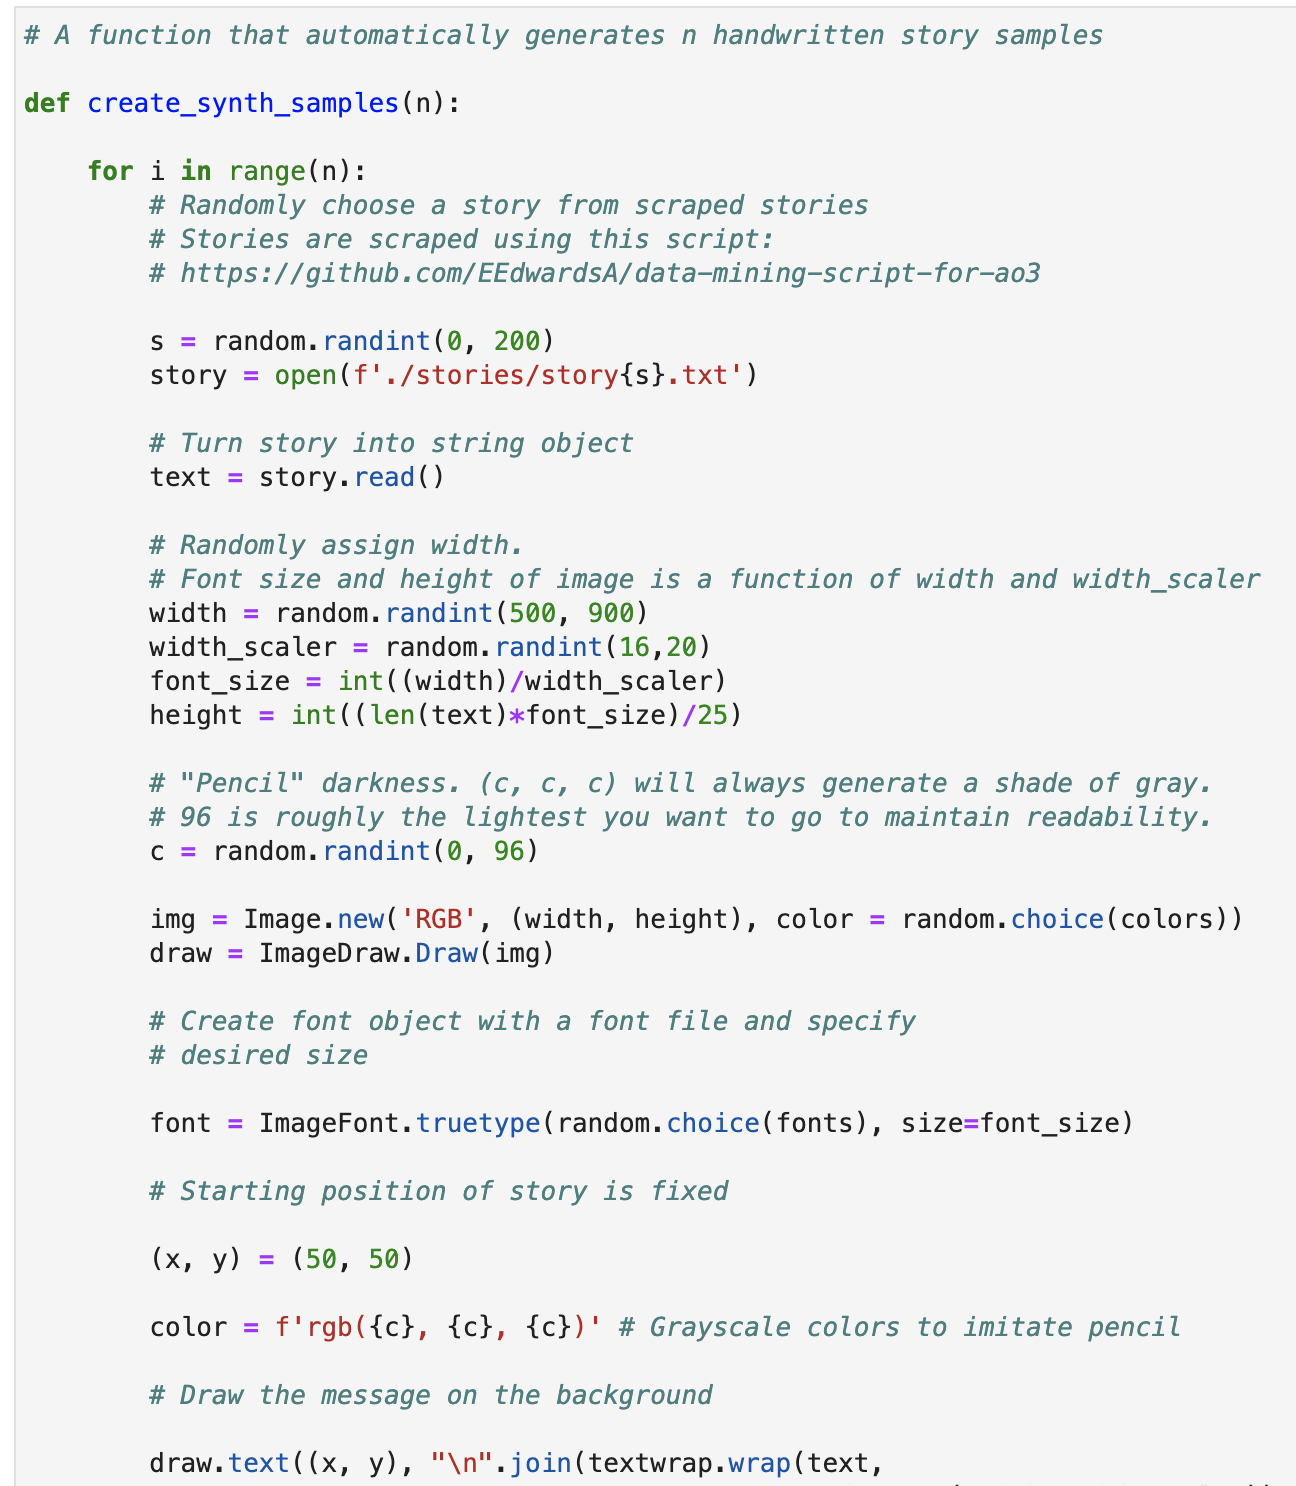 # A function that automatically generates n handwritten story samples
def create_synth_samples(n):
for i in range(n):
# Randomly choose a story from scraped stories
# Stories are scraped using this script:
# https://github.com/EEdwardsA/data-mining-script-for-ao3
s = random.randint(0, 200)
story = open(f'./stories/story{s}.txt')
# Turn story into string object
text = story.read()
# Randomly assign width.
# Font size and height of image is a function of width and width_scaler
width = random.randint(500, 900)
width_scaler = random.randint(16,20)
font_size = int((width)/width_scaler)
height = int((len(text)*font_size)/25)
# "Pencil" darkness. (c, c, c) will always generate a shade of gray.
# 96 is roughly the lightest you want to go to maintain readability.
c = random.randint(0, 96)
img = Image.new('RGB', (width, height), color = random.choice(colors))
draw = ImageDraw.Draw(img)
# Create font object with a font file and specify
# desired size
font = ImageFont.truetype(random.choice(fonts), size=font_size)
# Starting position of story is fixed
(x, y) = (50, 50)
color = f'rgb({c}, {c}, {c})' # Grayscale colors to imitate pencil
# Draw the message on the background
draw.text((x, y), "\n".join(textwrap.wrap(text,